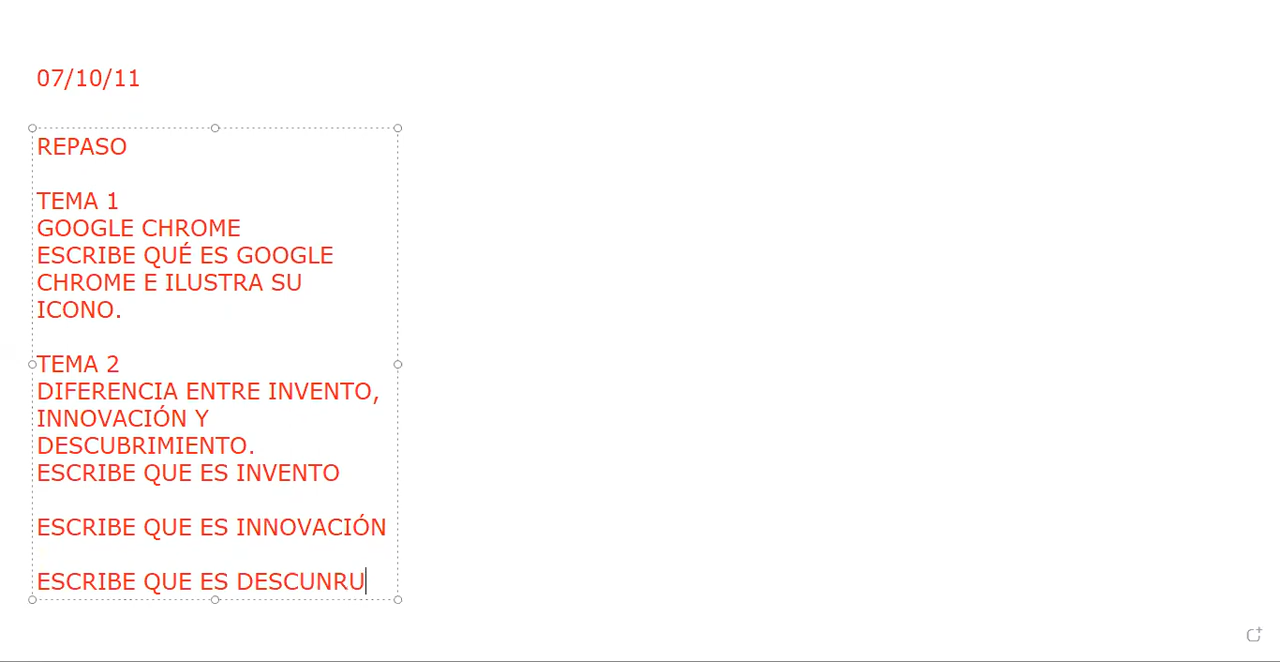 07/10/11
REPASO
TEMA 1
GOOGLE CHROME
ESCRIBE QUÉ ES GOOGLE
CHROME E ILUSTRA SU
ICONO.
TEMA 2
DIFERENCIA ENTRE INVENTO,
INNOVACIÓN Y
DESCUBRIMIENTO.
ESCRIBE QUE ES INVENTO
ESCRIBE QUE ES INNOVACIÓN
ESCRIBE QUE ES DESCUNRU